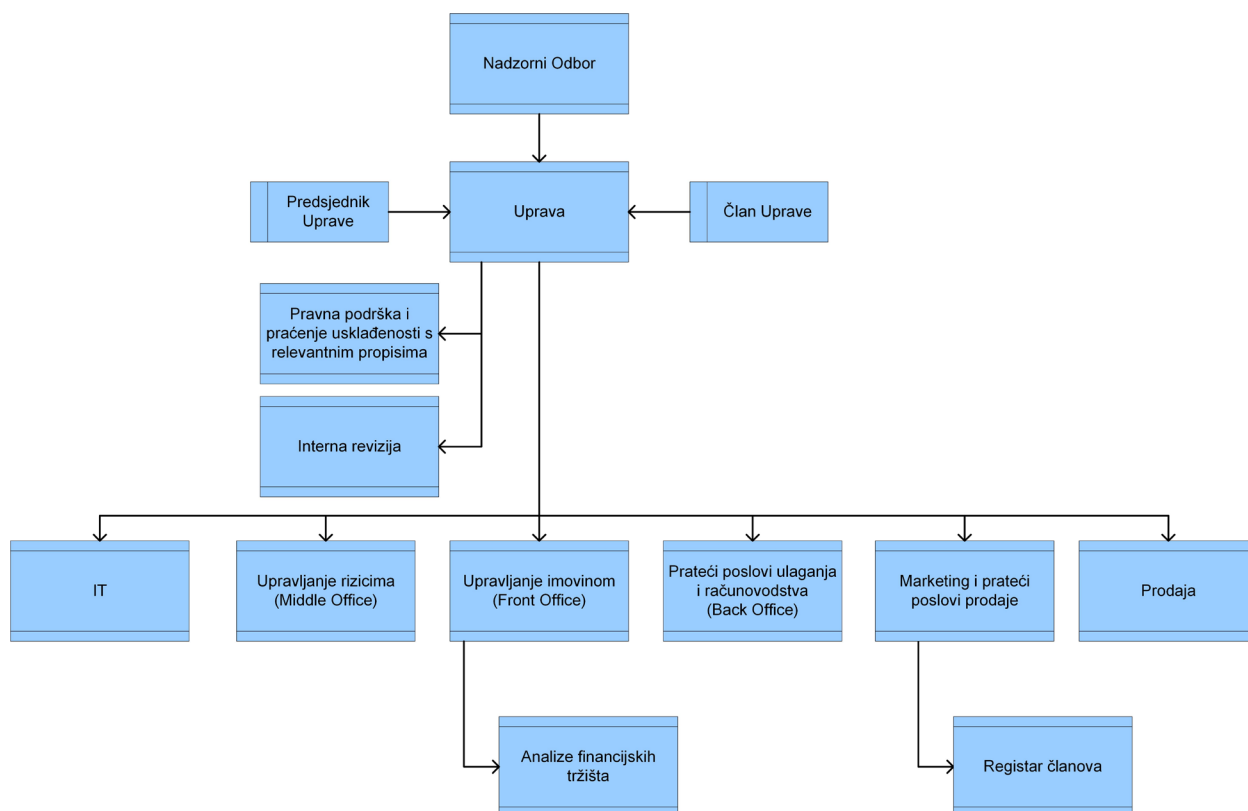 Nadzorni Odbor
Predsjednik
Uprave
Uprava
Član Uprave
Pravna podrška i
praćenje usklađenosti s
relevantnim propisima
Interna revizija
IT
Upravljanje rizicima
(Middle Office)
Upravljanje imovinom
(Front Office)
Prateći poslovi ulaganja
i računovodstva
(Back Office)
Marketing i prateći
poslovi prodaje
Prodaja
Analize financijskih
tržišta
Registar članova